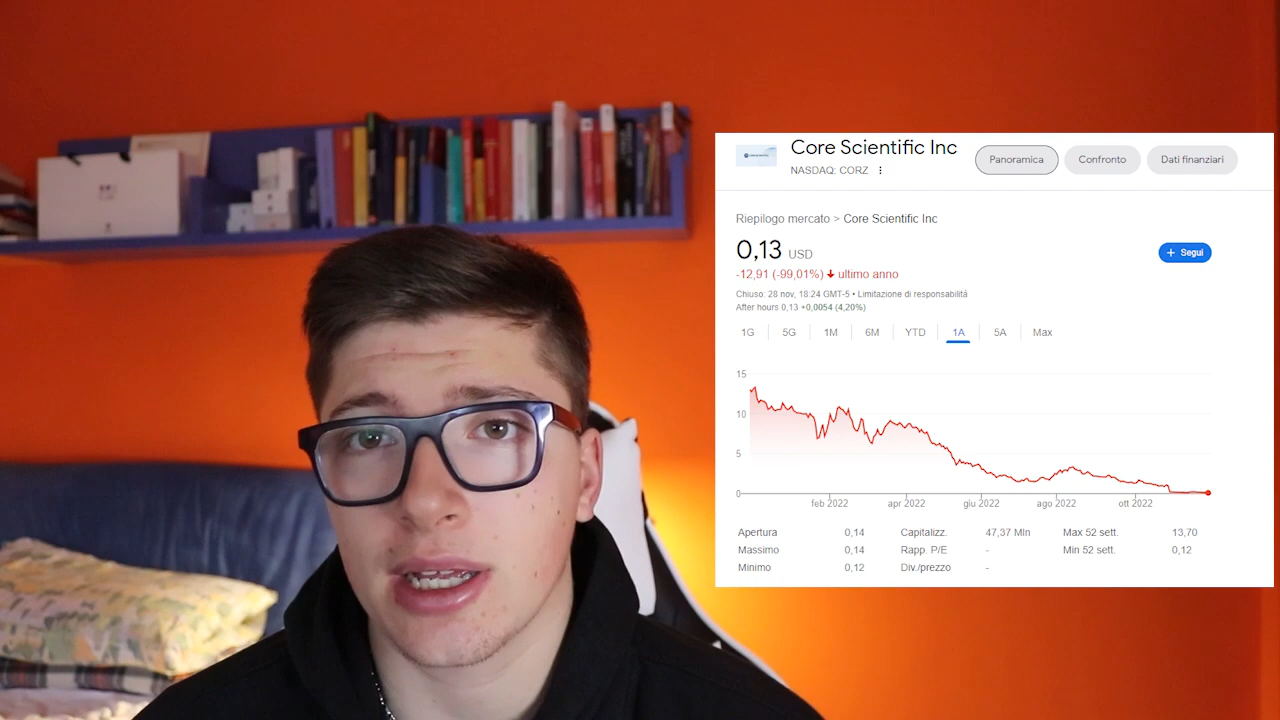 Core Scientific Inc
NASDAQ: CORZ
Panoramica
Confronto
Dati finanziari
Riepilogo mercato > Core Scientific Inc
0,13 USD
+ Segui
-12,91 (-99,01%) ↓ ultimo anno
Chiuso: 28 nov, 18:24 GMT-5 • Limitazione di responsabilità
After hours 0,13 +0,0054 (4,20%)
1G 5G 1M 6M YTD 1A 5A Max
15
10
5
0
feb 2022 apr 2022 giu 2022 ago 2022 ott 2022
Apertura 0,14 Capitalizz. 47,37 Mln Max 52 sett. 13,70
Massimo 0,14 Rapp. P/E - Min 52 sett. 0,12
Minimo 0,12 Div./prezzo -